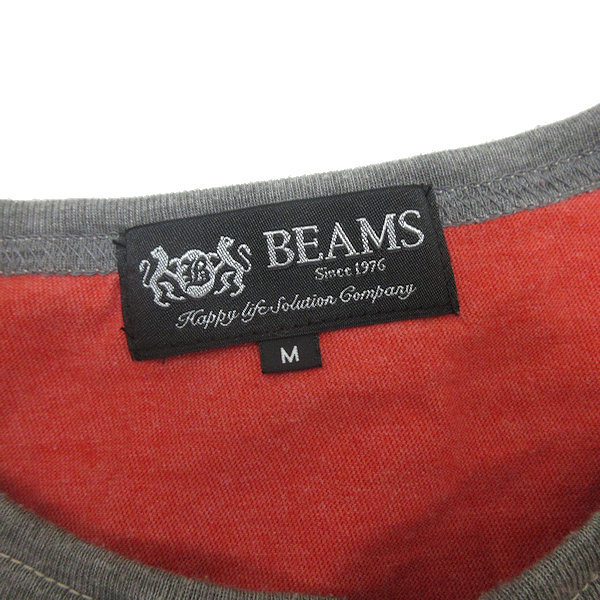 BEAMS
Since 1976
Happy life Solution Company
M